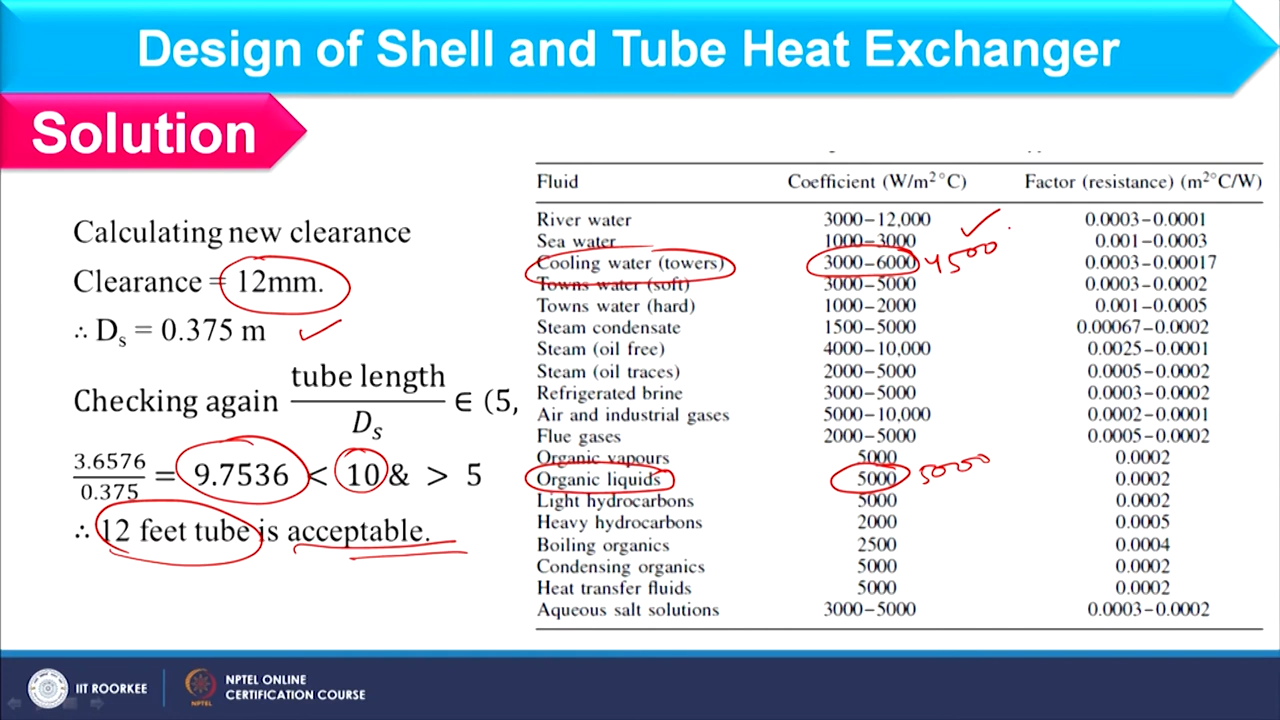 Design of Shell and Tube Heat Exchanger
Solution
Calculating new clearance
Clearance = 12mm.
∴ Dₛ = 0.375 m
Checking again tube length/Dₛ ∈ (5,
3.6576/0.375 = 9.7536 < 10 & > 5
∴ 12 feet tube is acceptable.
Fluid Coefficient (W/m²°C) Factor (resistance) (m²°C/W)
River water 3000–12,000 0.0003–0.0001
Sea water 1000–3000 0.001–0.0003
Cooling water (towers) 3000–6000 4500 0.0003–0.00017
Towns water (soft) 3000–5000 0.0003–0.0002
Towns water (hard) 1000–2000 0.001–0.0005
Steam condensate 1500–5000 0.00067–0.0002
Steam (oil free) 4000–10,000 0.0025–0.0001
Steam (oil traces) 2000–5000 0.0005–0.0002
Refrigerated brine 3000–5000 0.0003–0.0002
Air and industrial gases 5000–10,000 0.0002–0.0001
Flue gases 2000–5000 0.0005–0.0002
Organic vapours 5000 0.0002
Organic liquids 5000 5000 0.0002
Light hydrocarbons 5000 0.0002
Heavy hydrocarbons 2000 0.0005
Boiling organics 2500 0.0004
Condensing organics 5000 0.0002
Heat transfer fluids 5000 0.0002
Aqueous salt solutions 3000–5000 0.0003–0.0002
IIT ROORKEE
NPTEL
NPTEL ONLINE
CERTIFICATION COURSE